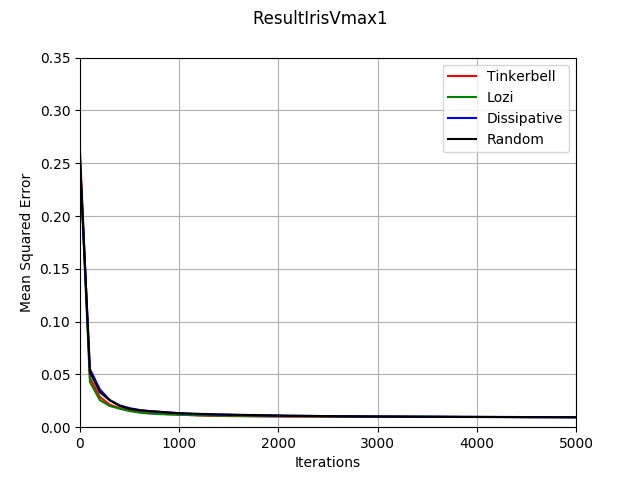 ResultIrisVmax1
0.35
0.30
0.25
0.20
0.15
0.10
0.05
0.00
Mean Squared Error
Tinkerbell
Lozi
Dissipative
Random
0 1000 2000 3000 4000 5000
Iterations